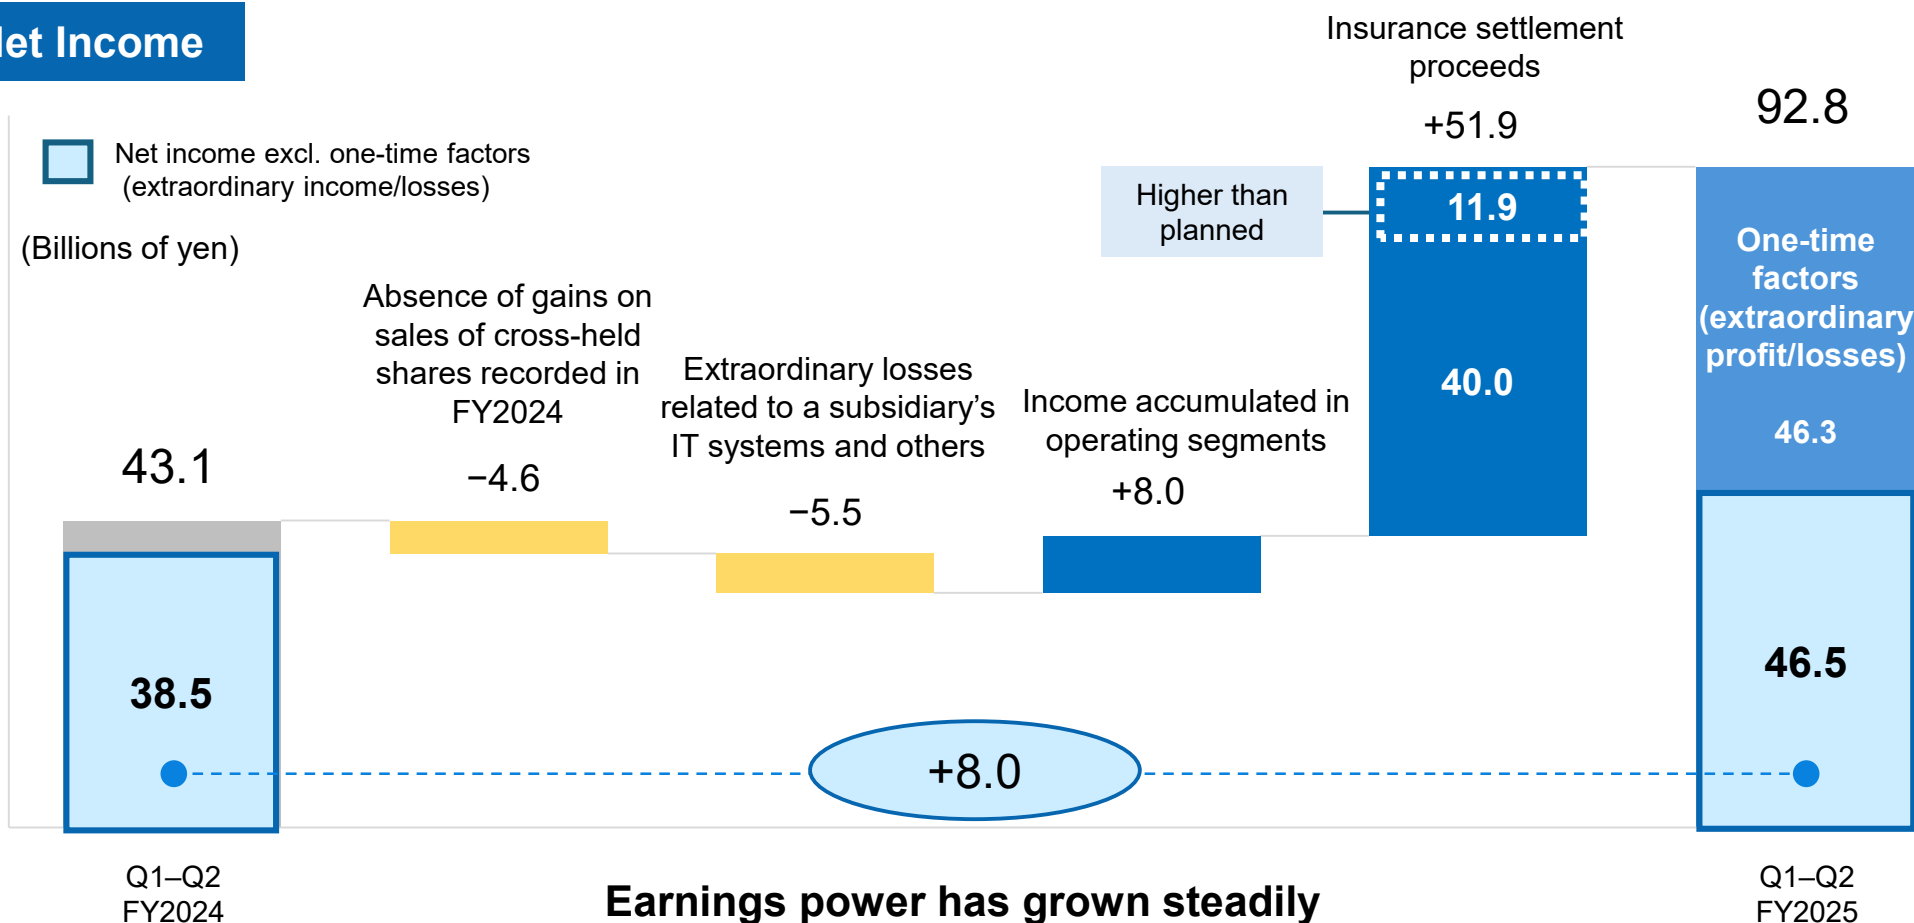 et Income
Net income excl. one-time factors
(extraordinary income/losses)
(Billions of yen)
43.1
38.5
Q1–Q2
FY2024
Absence of gains on
sales of cross-held
shares recorded in
FY2024
−4.6
Extraordinary losses
related to a subsidiary’s
IT systems and others
−5.5
Income accumulated in
operating segments
+8.0
Insurance settlement
proceeds
+51.9
Higher than
planned
11.9
40.0
92.8
One-time
factors
(extraordinary
profit/losses)
46.3
46.5
Q1–Q2
FY2025
+8.0
Earnings power has grown steadily